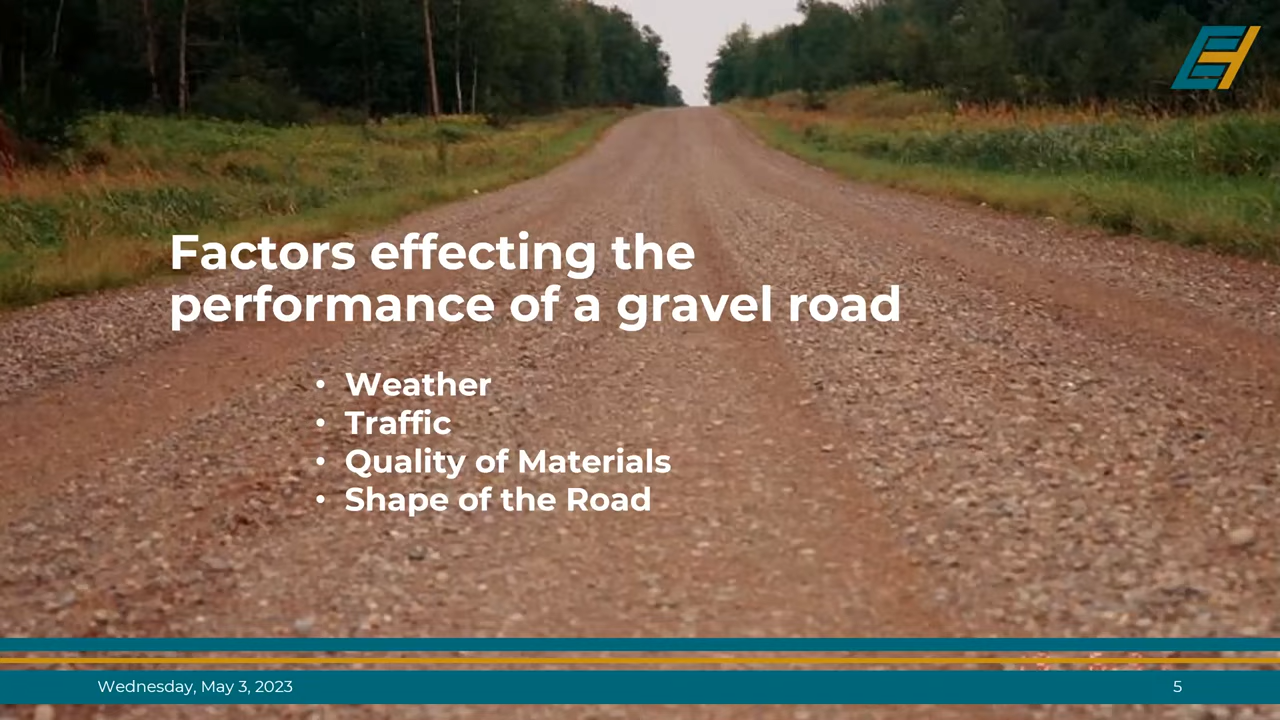 Factors effecting the
performance of a gravel road
• Weather
• Traffic
• Quality of Materials
• Shape of the Road
Wednesday, May 3, 2023
5